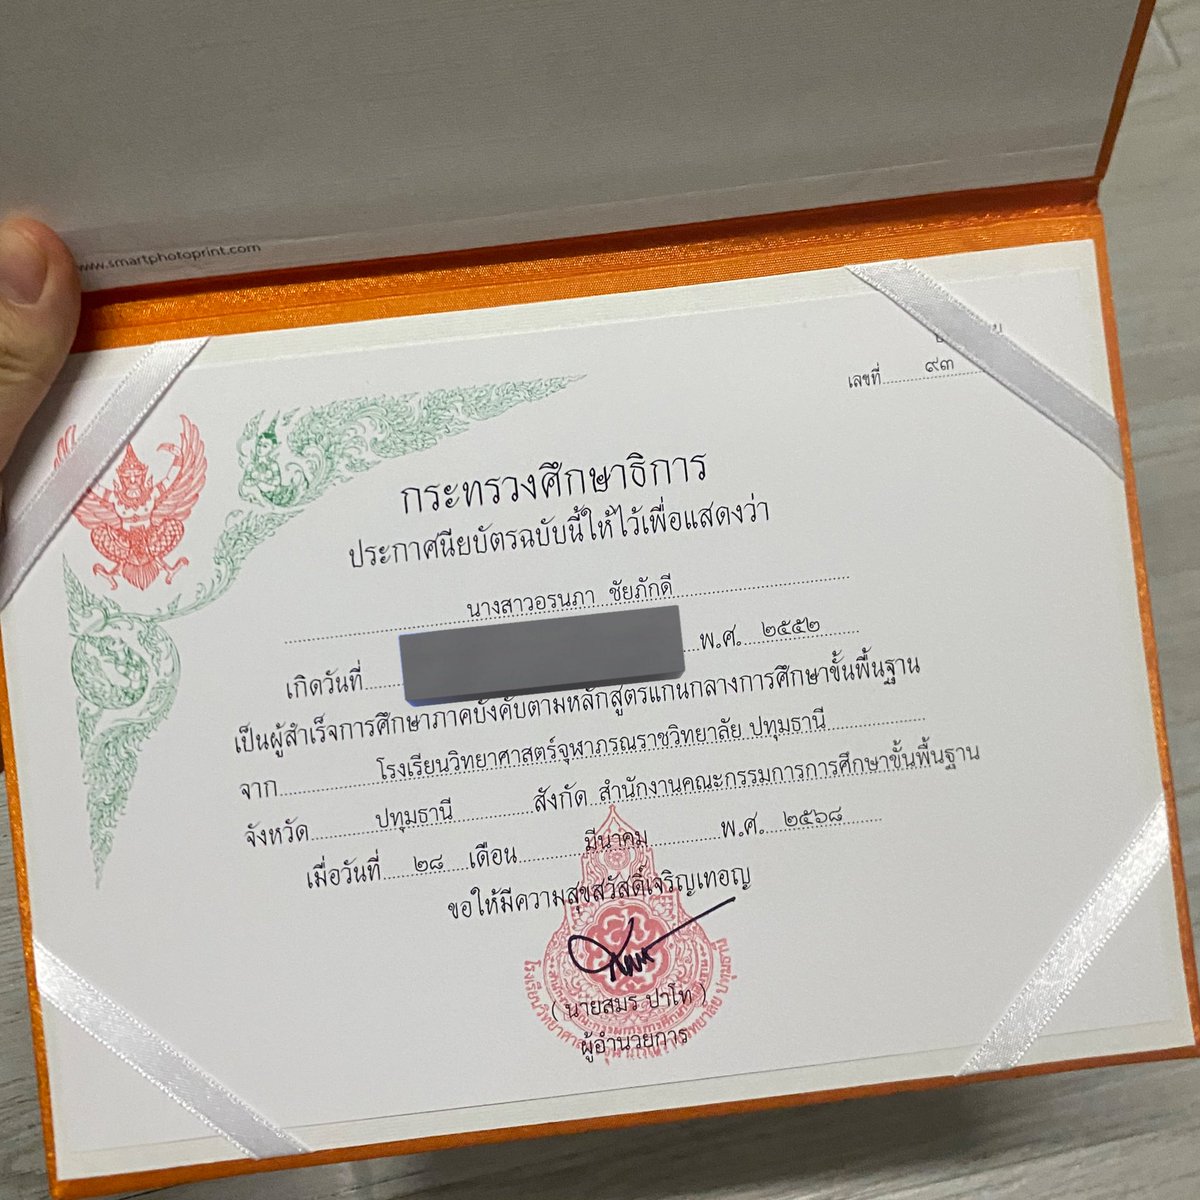 www.smartphotoprint.com
เลขที่ ๙๓
กระทรวงศึกษาธิการ
ประกาศนียบัตรฉบับนี้ให้ไว้เพื่อแสดงว่า
นางสาวอรนภา ชัยภักดี
เกิดวันที่ พ.ศ. ๒๕๕๒
เป็นผู้สำเร็จการศึกษาภาคบังคับตามหลักสูตรแกนกลางการศึกษาขั้นพื้นฐาน
จาก โรงเรียนวิทยาศาสตร์จุฬาภรณราชวิทยาลัย ปทุมธานี
จังหวัด ปทุมธานี สังกัด สำนักงานคณะกรรมการการศึกษาขั้นพื้นฐาน
เมื่อวันที่ ๒๘ เดือน มีนาคม พ.ศ. ๒๕๖๘
ขอให้มีความสุขสวัสดิ์เจริญเทอญ
( นายสมร ปาโท )
ผู้อำนวยการ